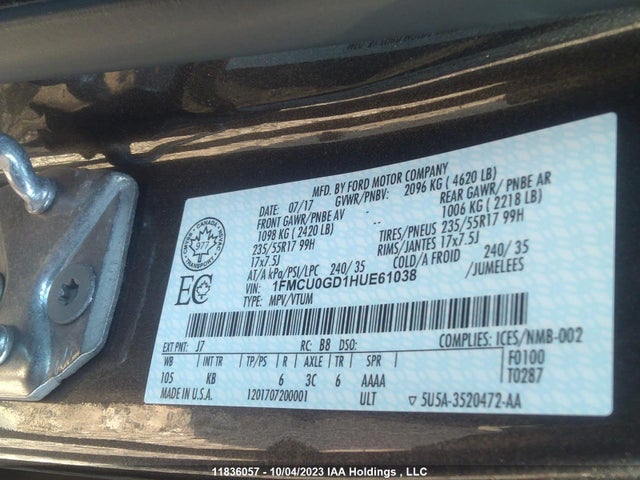 MFD. BY FORD MOTOR COMPANY
DATE: 07/17 GVWR/PNBV: 2096 KG ( 4620 LB)
FRONT GAWR/PNBE AV - REAR GAWR/ PNBE AR
1098 KG ( 2420 LB) 1006 KG ( 2218 LB)
235/55R17 99H TIRES/PNEUS 235/55R17 99H
17x7.5J RIMS/JANTES 17x7.5J
AT/A kPa/PSI/LPC 240/ 35 COLD/A FROID 240/ 35
VIN: 1FMCU0GD1HUE61038 /JUMELEES
TYPE: MPV/VTUM
CANADA
977
TRANSPORT
EC
EXT PNT: J7 RC: B8 DSO: COMPLIES: ICES/NMB-002
WB INT TR TP/PS R AXLE TR SPR F0100
105 KB 6 3C 6 AAAA T0287
MADE IN U.S.A. 1201707200001 ULT ▽ 5U5A-3520472-AA
11836057 - 10/04/2023 IAA Holdings , LLC